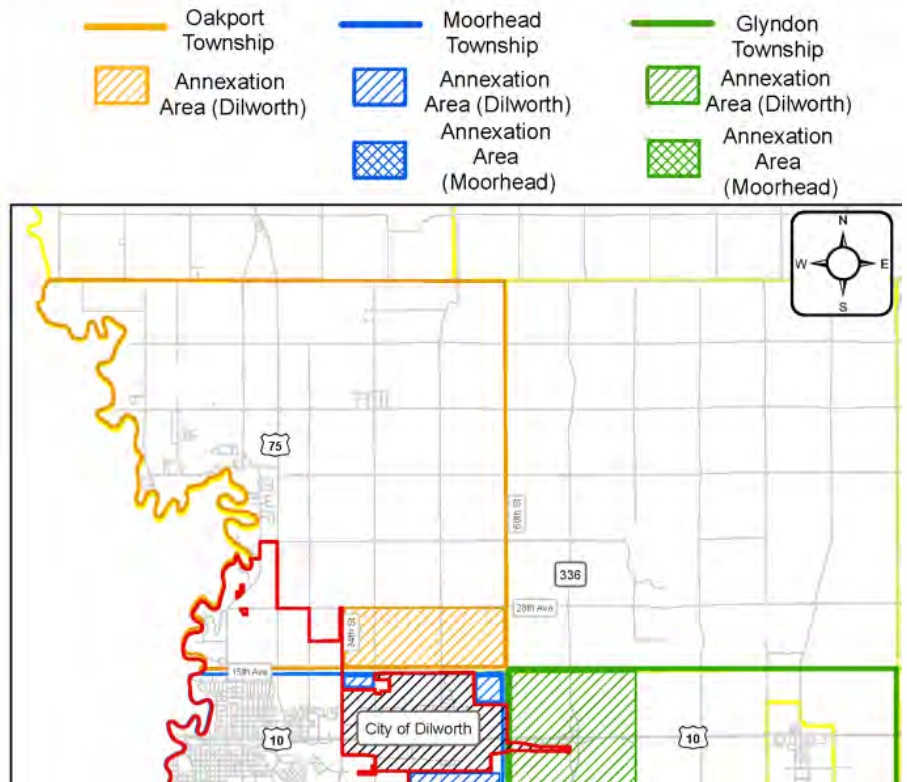 Oakport
Township
Moorhead
Township
Glyndon
Township
Annexation
Area (Dilworth)
Annexation
Area (Dilworth)
Annexation
Area (Dilworth)
Annexation
Area
(Moorhead)
Annexation
Area
(Moorhead)
N
W
E
S
75
60th St
336
28th Ave
34th St
15th Ave
City of Dilworth
10
10